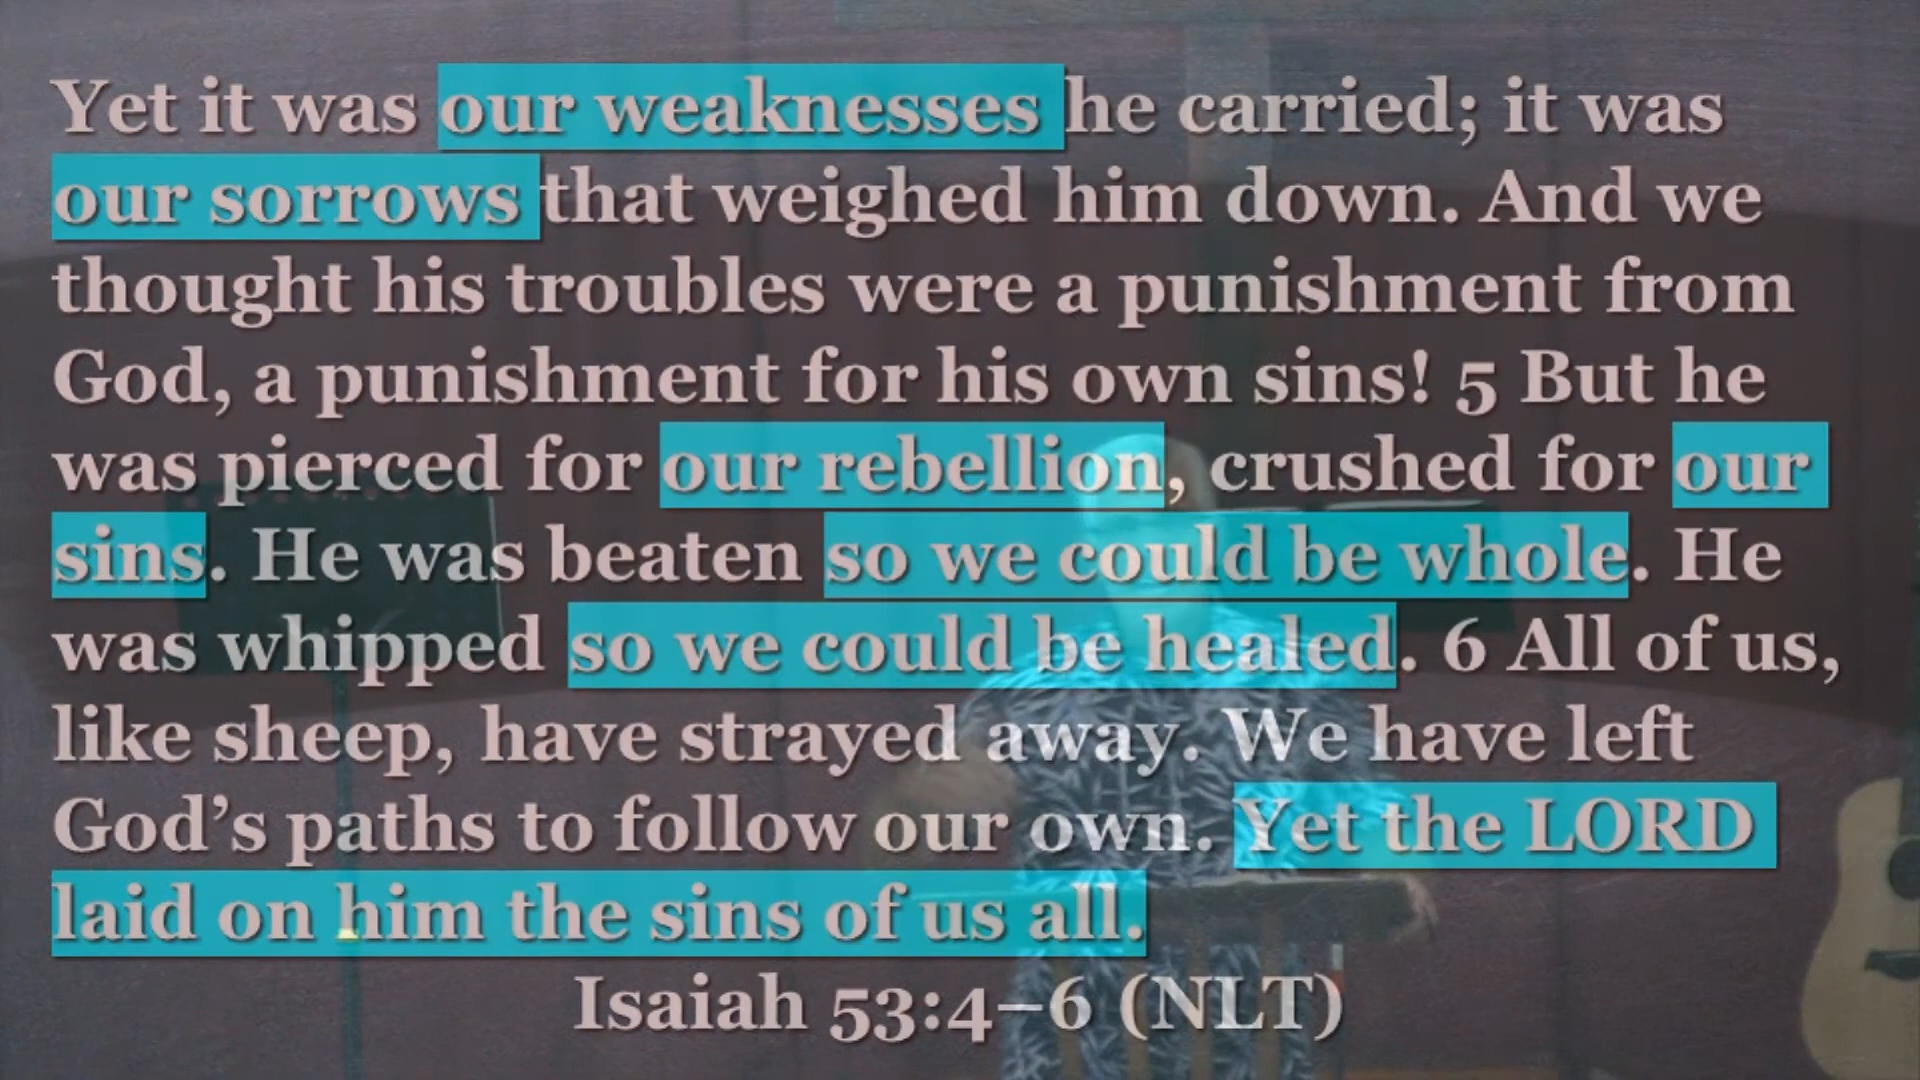 Yet it was our weaknesses he carried; it was
our sorrows that weighed him down. And we
thought his troubles were a punishment from
God, a punishment for his own sins! 5 But he
was pierced for our rebellion, crushed for our
sins. He was beaten so we could be whole. He
was whipped so we could be healed. 6 All of us,
like sheep, have strayed away. We have left
God’s paths to follow our own. Yet the LORD
laid on him the sins of us all.
Isaiah 53:4–6 (NLT)